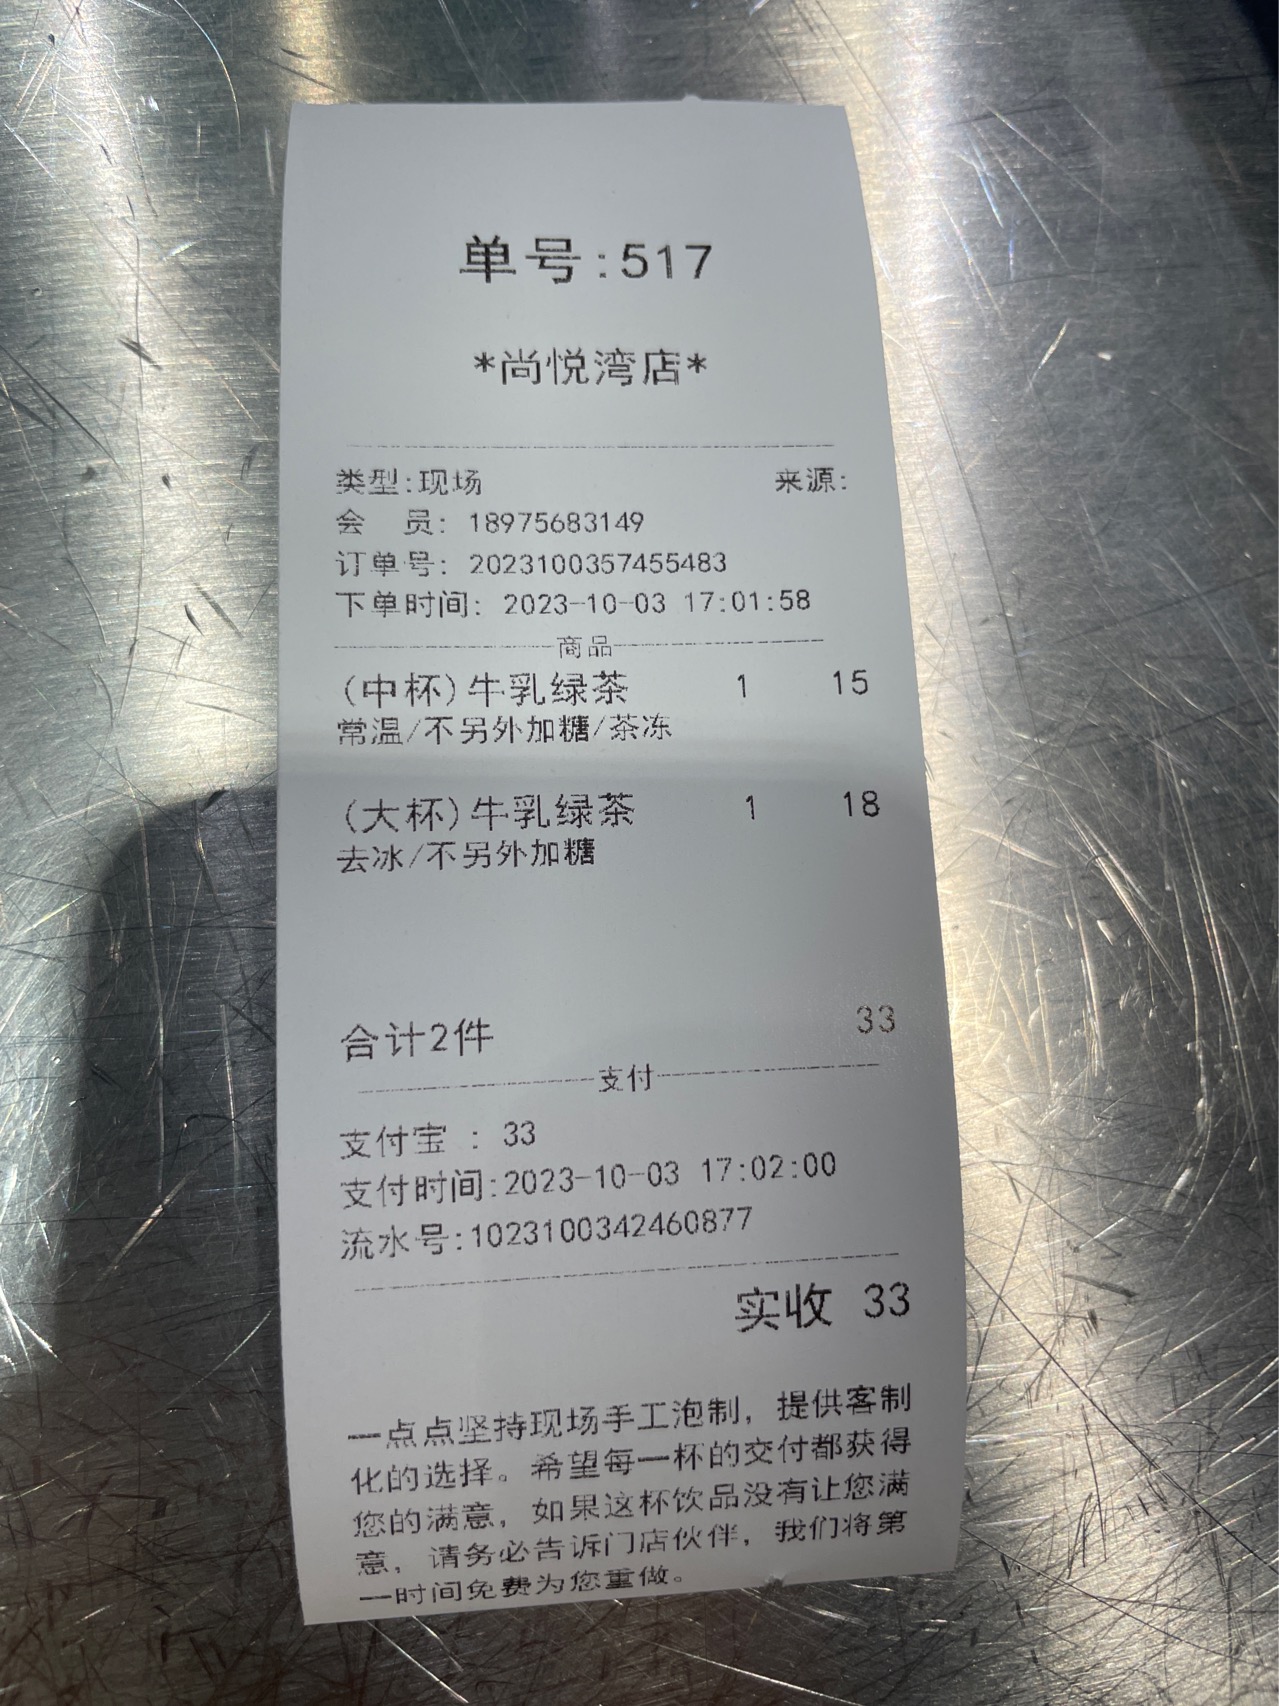 单号:517
*尚悦湾店*
类型:现场 来源:
会 员: 18975683149
订单号: 2023100357455483
下单时间: 2023-10-03 17:01:58
商品
(中杯)牛乳绿茶 1 15
常温/不另外加糖/茶冻
(大杯)牛乳绿茶 1 18
去冰/不另外加糖
合计2件 33
支付
支付宝 : 33
支付时间:2023-10-03 17:02:00
流水号:1023100342460877
实收 33
一点点坚持现场手工泡制，提供客制
化的选择。希望每一杯的交付都获得
您的满意，如果这杯饮品没有让您满
意，请务必告诉门店伙伴，我们将第
一时间免费为您重做。